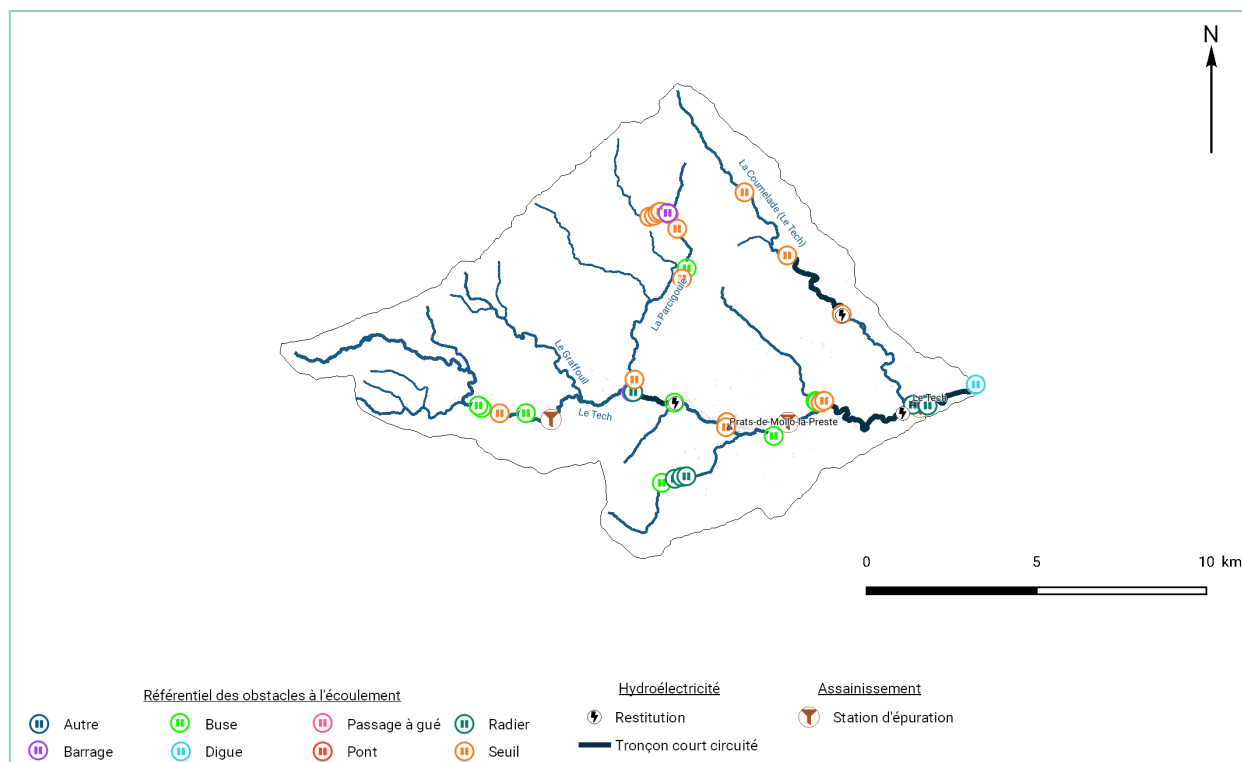 N
La Coumelade (Le Tech)
La Parcigoule
Le Graffouil
Le Tech
Le Tech
Prats-de-Mollo-la-Preste
0 5 10 km
Référentiel des obstacles à l'écoulement
Hydroélectricité
Assainissement
Autre Buse Passage à gué Radier
Restitution
Station d'épuration
Barrage Digue Pont Seuil
Tronçon court circuité